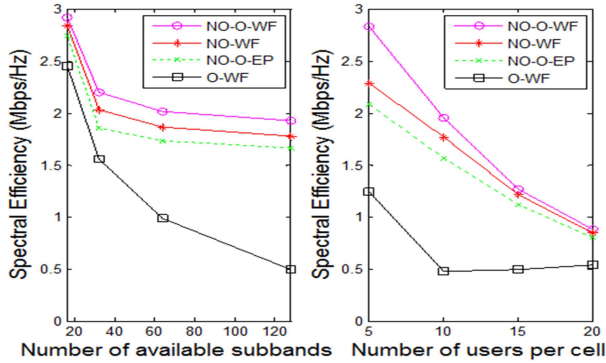 Spectral Efficiency (Mbps/Hz)
3
2.5
2
1.5
1
0.5
0
20 40 60 80 100 120
Number of available subbands
NO-O-WF
NO-WF
NO-O-EP
O-WF
Spectral Efficiency (Mbps/Hz)
3
2.5
2
1.5
1
0.5
0
5 10 15 20
Number of users per cell
NO-O-WF
NO-WF
NO-O-EP
O-WF